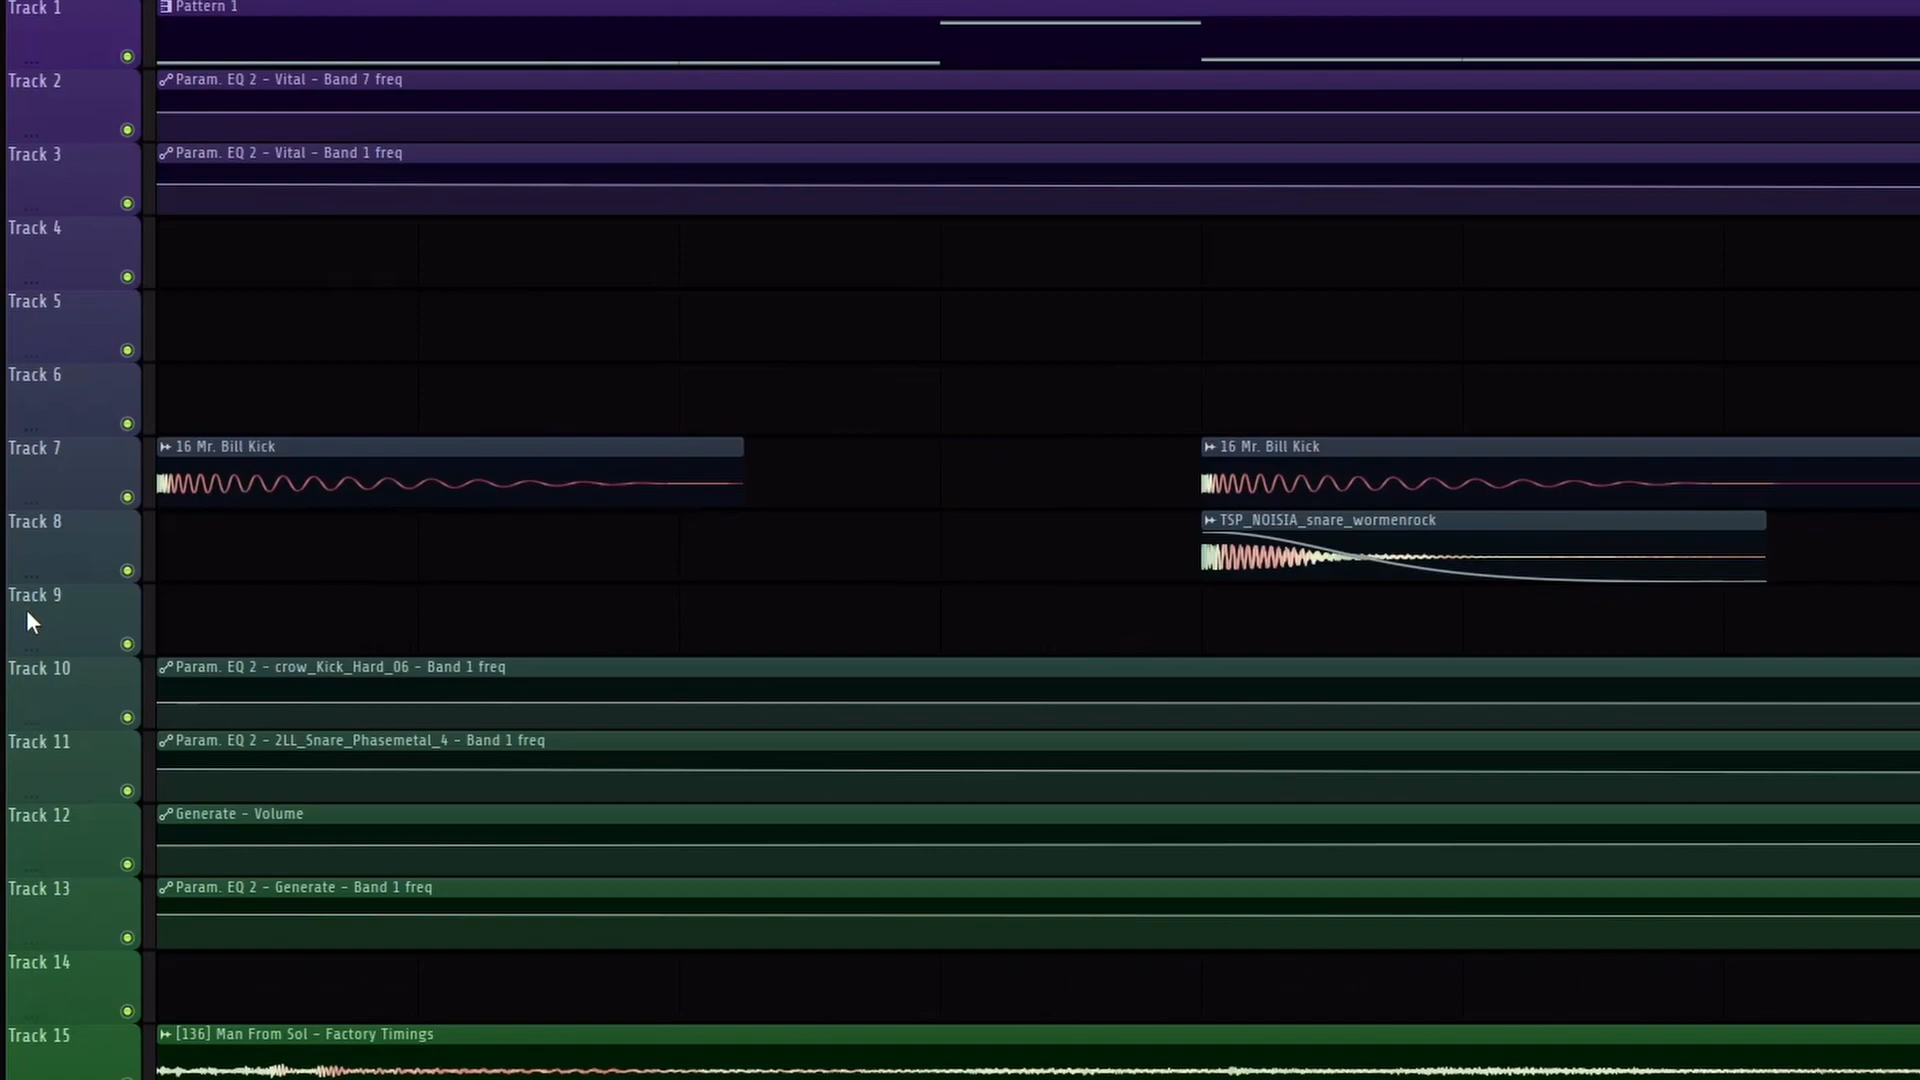 Track 1
Pattern 1
Track 2
Param. EQ 2 - Vital - Band 7 freq
Track 3
Param. EQ 2 - Vital - Band 1 freq
Track 4
Track 5
Track 6
Track 7
16 Mr. Bill Kick
16 Mr. Bill Kick
Track 8
TSP_NOISIA_snare_wormenrock
Track 9
Track 10
Param. EQ 2 - crow_Kick_Hard_06 - Band 1 freq
Track 11
Param. EQ 2 - 2LL_Snare_Phasemetal_4 - Band 1 freq
Track 12
Generate - Volume
Track 13
Param. EQ 2 - Generate - Band 1 freq
Track 14
Track 15
[136] Man From Sol - Factory Timings